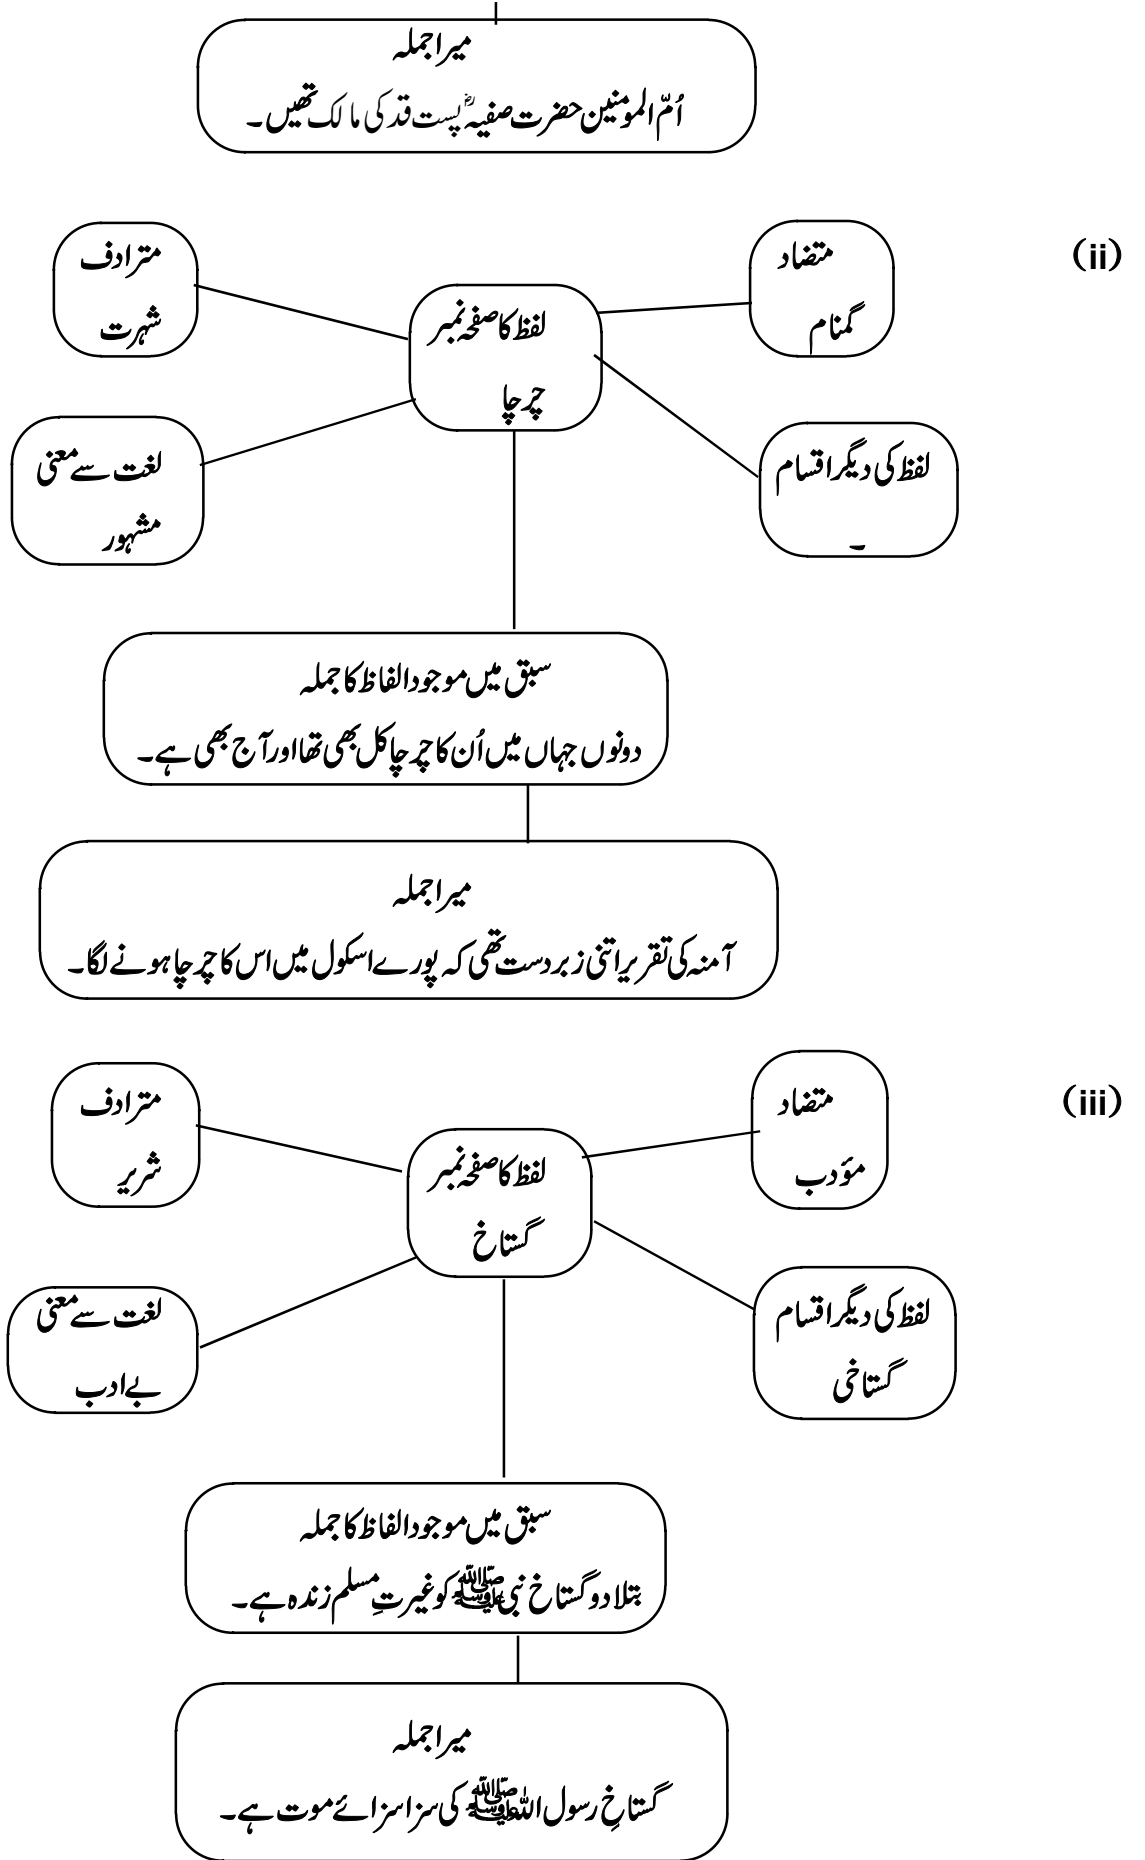 میرا جملہ
اُمّ المومنین حضرت صفیہؓ پست قد کی مالک تھیں۔
(ii)
متضاد
گمنام
مترادف
شہرت
لفظ کا صفحہ نمبر
چرچا
لفظ کی دیگر اقسام
۔
لغت سے معنی
مشہور
سبق میں موجود الفاظ کا جملہ
دونوں جہاں میں اُن کا چرچا کل بھی تھا اور آج بھی ہے۔
میرا جملہ
آمنہ کی تقریر اتنی زبردست تھی کہ پورے اسکول میں اس کا چرچا ہونے لگا۔
(iii)
متضاد
مؤدب
مترادف
شریر
لفظ کا صفحہ نمبر
گستاخ
لفظ کی دیگر اقسام
گستاخی
لغت سے معنی
بے ادب
سبق میں موجود الفاظ کا جملہ
بتلا دو گستاخ نبی ﷺ کو غیرتِ مسلم زندہ ہے۔
میرا جملہ
گستاخِ رسول اللہ ﷺ کی سزا سزائے موت ہے۔